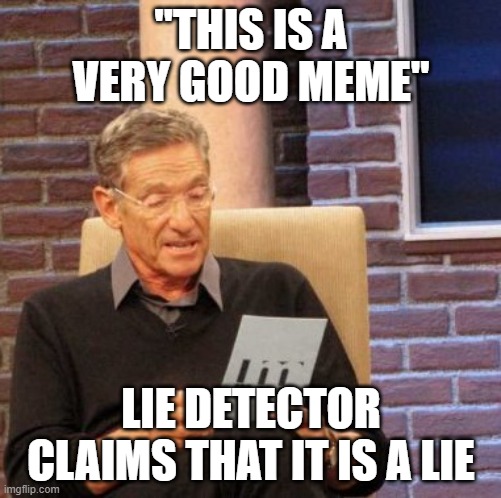 "THIS IS A
VERY GOOD MEME"
LIE DETECTOR
CLAIMS THAT IT IS A LIE
imgflip.com